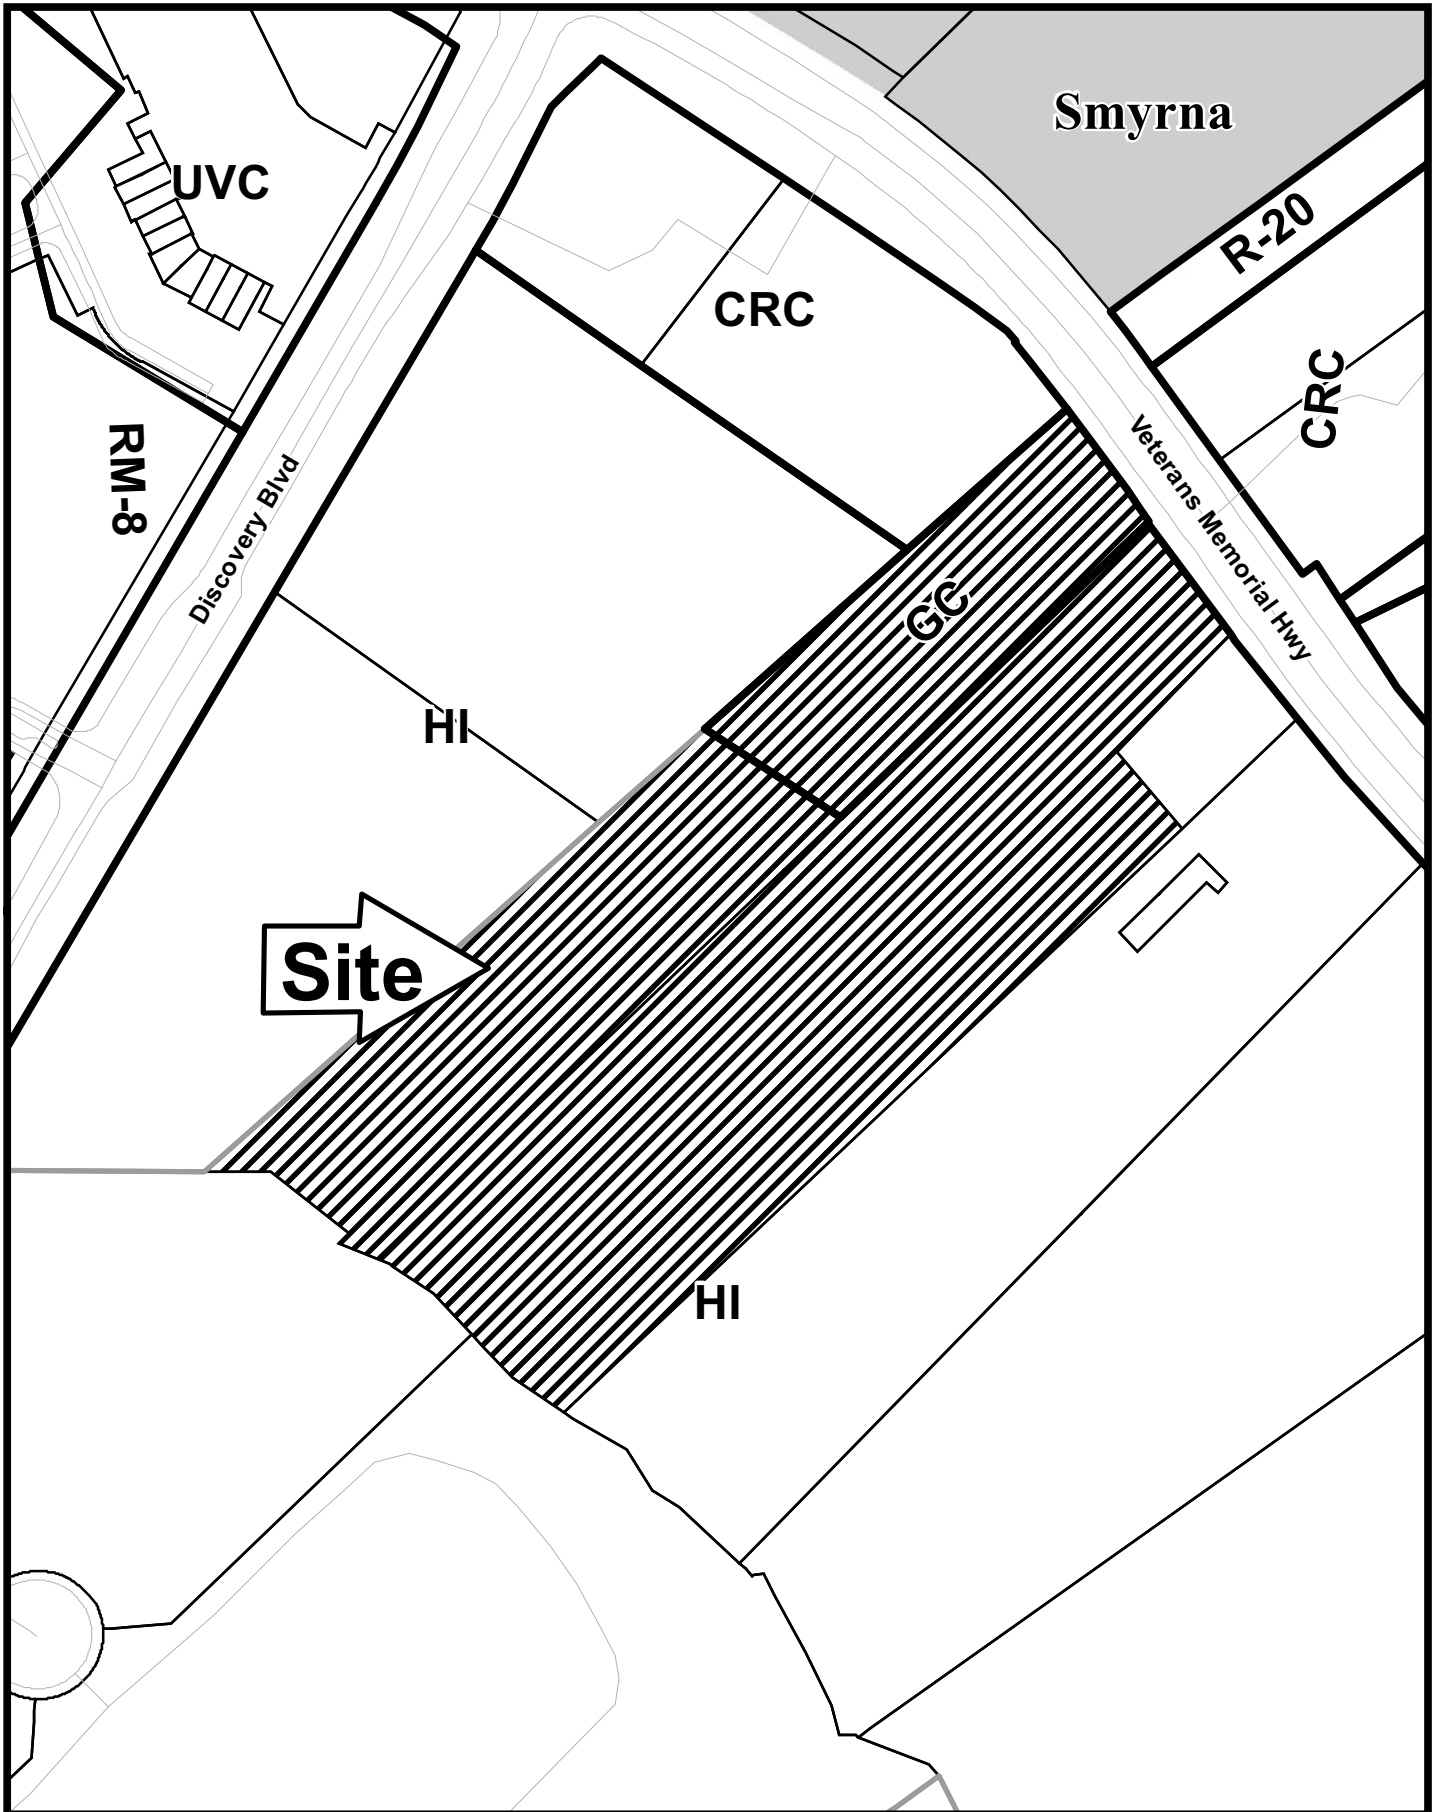 Smyrna
UVC
R-20
CRC
CRC
RM-8
Discovery Blvd
Veterans Memorial Hwy
GC
HI
Site
HI